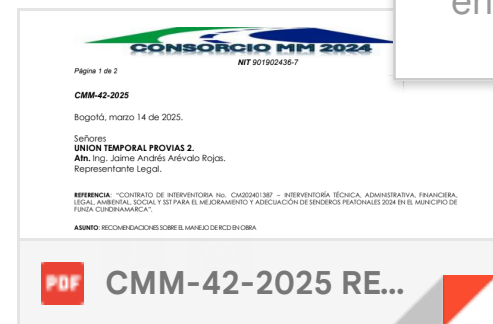 en
CONSORCIO MM 2024
NIT 901902436-7
Página 1 de 2
CMM-42-2025
Bogotá, marzo 14 de 2025.
Señores
UNION TEMPORAL PROVIAS 2.
Atn. Ing. Jaime Andrés Arévalo Rojas.
Representante Legal.
REFERENCIA: “CONTRATO DE INTERVENTORIA No. CM202401387 – INTERVENTORÍA TÉCNICA, ADMINISTRATIVA, FINANCIERA,
LEGAL, AMBIENTAL, SOCIAL Y SST PARA EL MEJORAMIENTO Y ADECUACIÓN DE SENDEROS PEATONALES 2024 EN EL MUNICIPIO DE
FUNZA CUNDINAMARCA”.
ASUNTO: RECOMENDACIONES SOBRE EL MANEJO DE RCD EN OBRA
PDF CMM-42-2025 RE...